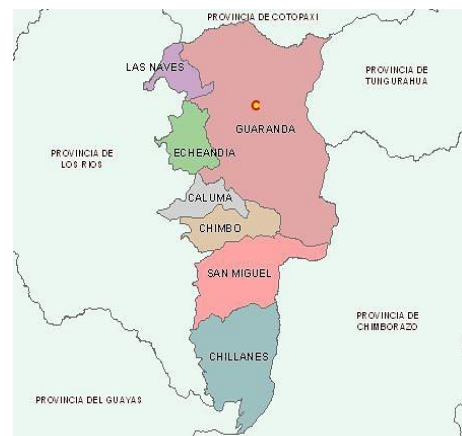 PROVINCIA DE COTOPAXI
LAS NAVES
PROVINCIA DE
TUNGURAHUA
C
GUARANDA
PROVINCIA DE
LOS RIOS
ECHEANDIA
CALUMA
CHIMBO
SAN MIGUEL
PROVINCIA DE
CHIMBORAZO
CHILLANES
PROVINCIA DEL GUAYAS